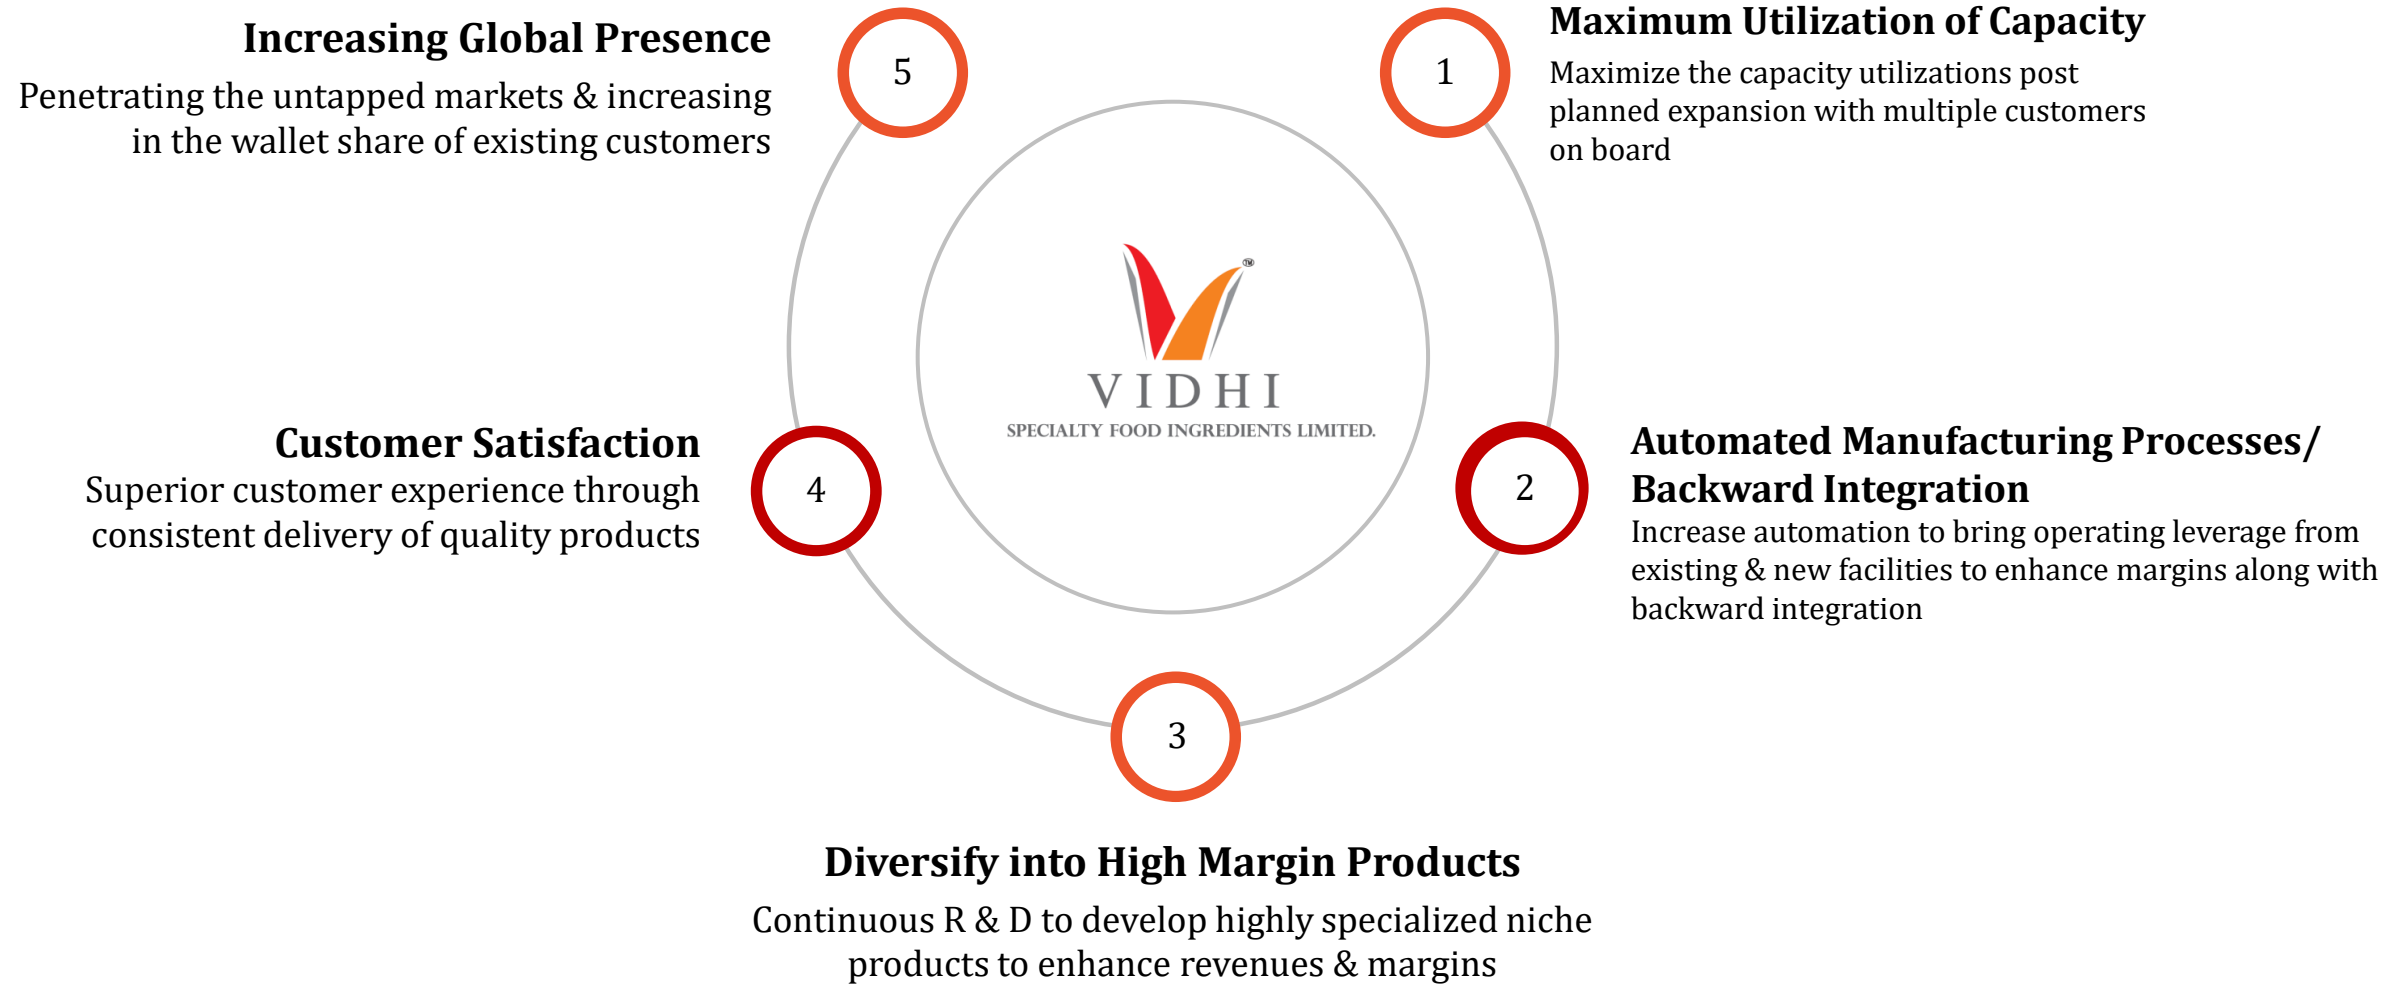 Increasing Global Presence
Penetrating the untapped markets & increasing
in the wallet share of existing customers
5
1
Maximum Utilization of Capacity
Maximize the capacity utilizations post
planned expansion with multiple customers
on board
TM
VIDHI
SPECIALTY FOOD INGREDIENTS LIMITED.
Customer Satisfaction
Superior customer experience through
consistent delivery of quality products
4
2
Automated Manufacturing Processes/
Backward Integration
Increase automation to bring operating leverage from
existing & new facilities to enhance margins along with
backward integration
3
Diversify into High Margin Products
Continuous R & D to develop highly specialized niche
products to enhance revenues & margins